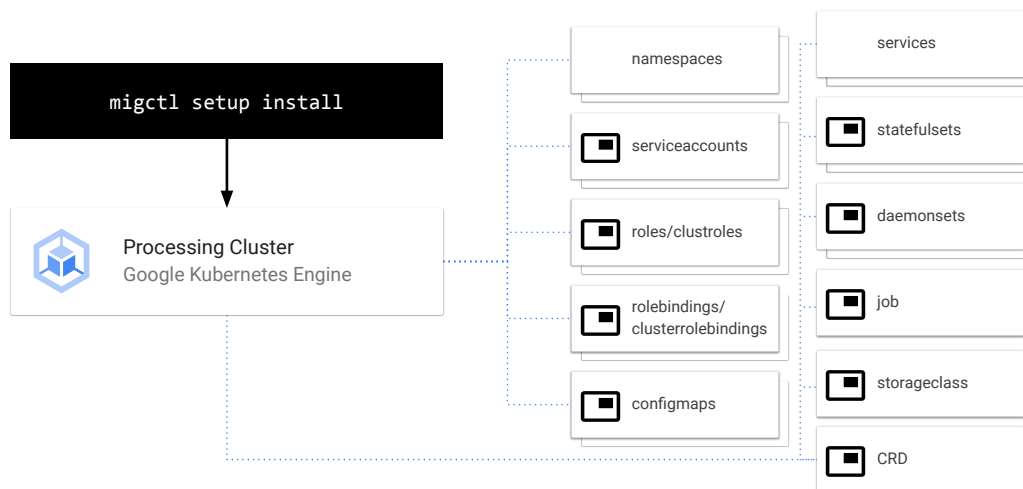 migctl setup install
Processing Cluster
Google Kubernetes Engine
namespaces
serviceaccounts
roles/clustroles
rolebindings/
clusterrolebindings
configmaps
services
statefulsets
daemonsets
job
storageclass
CRD